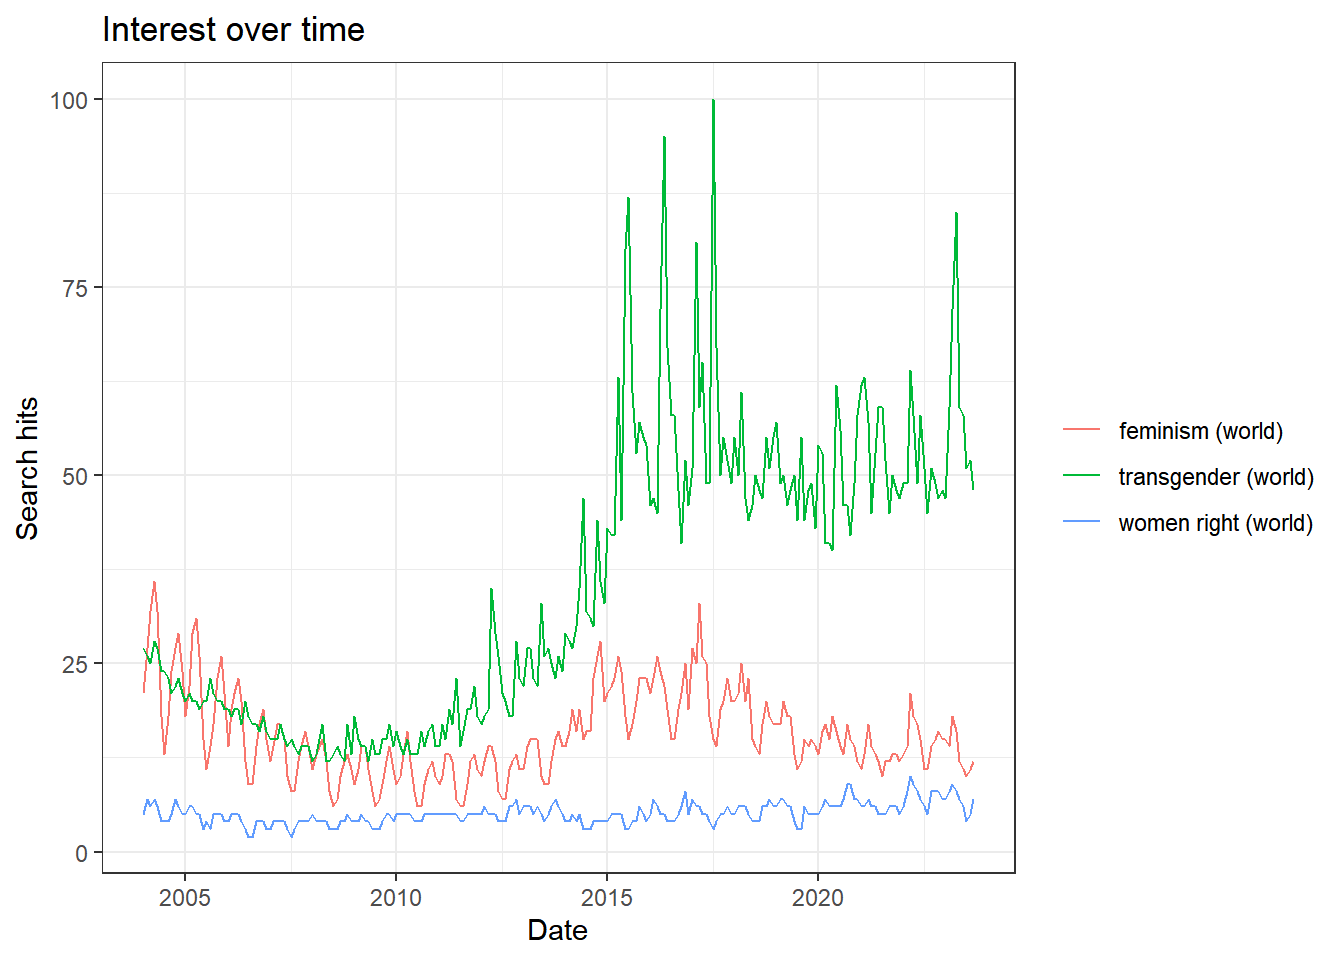 Interest over time
100
75
50
25
0
Search hits
2005
2010
2015
2020
Date
feminism (world)
transgender (world)
women right (world)